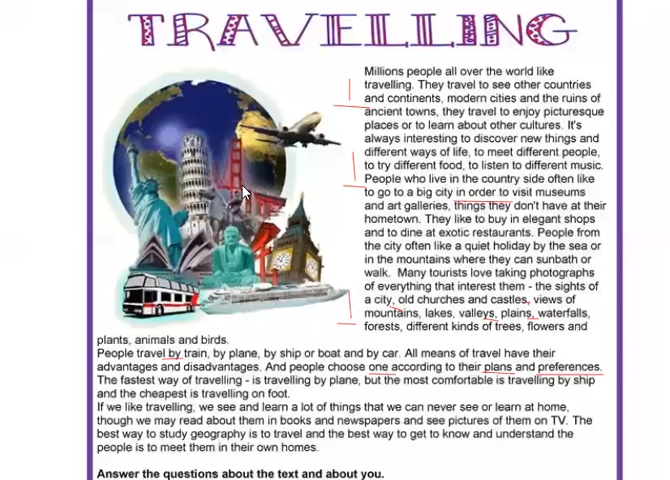 TRAVELLING
Millions people all over the world like
travelling. They travel to see other countries
and continents, modern cities and the ruins of
ancient towns, they travel to enjoy picturesque
places or to learn about other cultures. It's
always interesting to discover new things and
different ways of life, to meet different people,
to try different food, to listen to different music.
People who live in the country side often like
to go to a big city in order to visit museums
and art galleries, things they don't have at their
hometown. They like to buy in elegant shops
and to dine at exotic restaurants. People from
the city often like a quiet holiday by the sea or
in the mountains where they can sunbath or
walk. Many tourists love taking photographs
of everything that interest them - the sights of
a city, old churches and castles, views of
mountains, lakes, valleys, plains, waterfalls,
forests, different kinds of trees, flowers and
plants, animals and birds.
People travel by train, by plane, by ship or boat and by car. All means of travel have their
advantages and disadvantages. And people choose one according to their plans and preferences.
The fastest way of travelling - is travelling by plane, but the most comfortable is travelling by ship
and the cheapest is travelling on foot.
If we like travelling, we see and learn a lot of things that we can never see or learn at home,
though we may read about them in books and newspapers and see pictures of them on TV. The
best way to study geography is to travel and the best way to get to know and understand the
people is to meet them in their own homes.
Answer the questions about the text and about you.